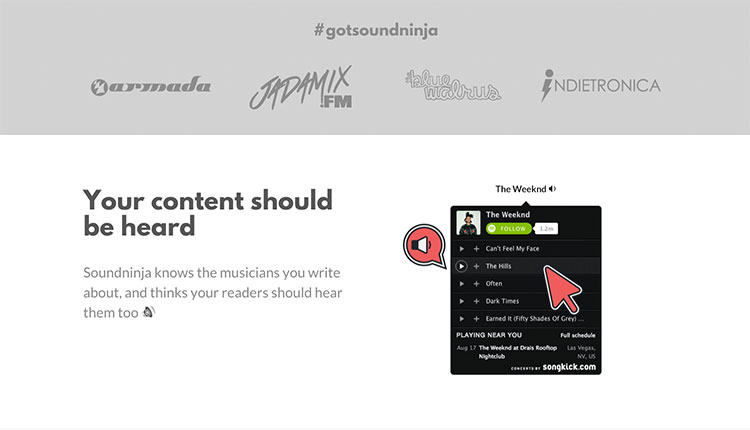 #gotsoundninja
armada
JADAMIX
.FM
#blue
walrus
INDIETRONICA
Your content should
be heard
Soundninja knows the musicians you write
about, and thinks your readers should hear
them too
The Weeknd
The Weeknd
FOLLOW 1.2m
Can't Feel My Face
The Hills
Often
Dark Times
Earned It (Fifty Shades Of Grey) ...
PLAYING NEAR YOU Full schedule
Aug 17 The Weeknd at Drais Rooftop Las Vegas,
Nightclub NV, US
CONCERTS BY songkick.com